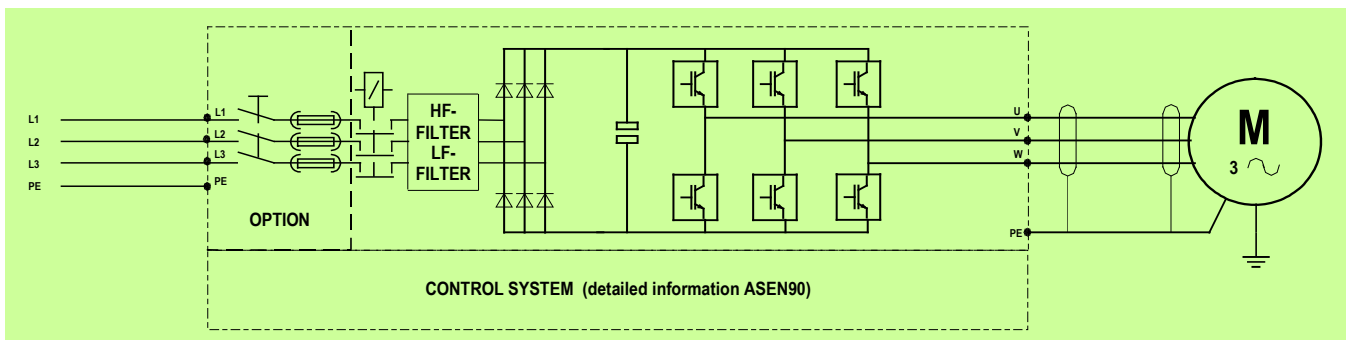 L1
L2
L3
PE
L1
L2
L3
PE
OPTION
HF-
FILTER
LF-
FILTER
U
V
W
PE
M
3
CONTROL SYSTEM (detailed information ASEN90)